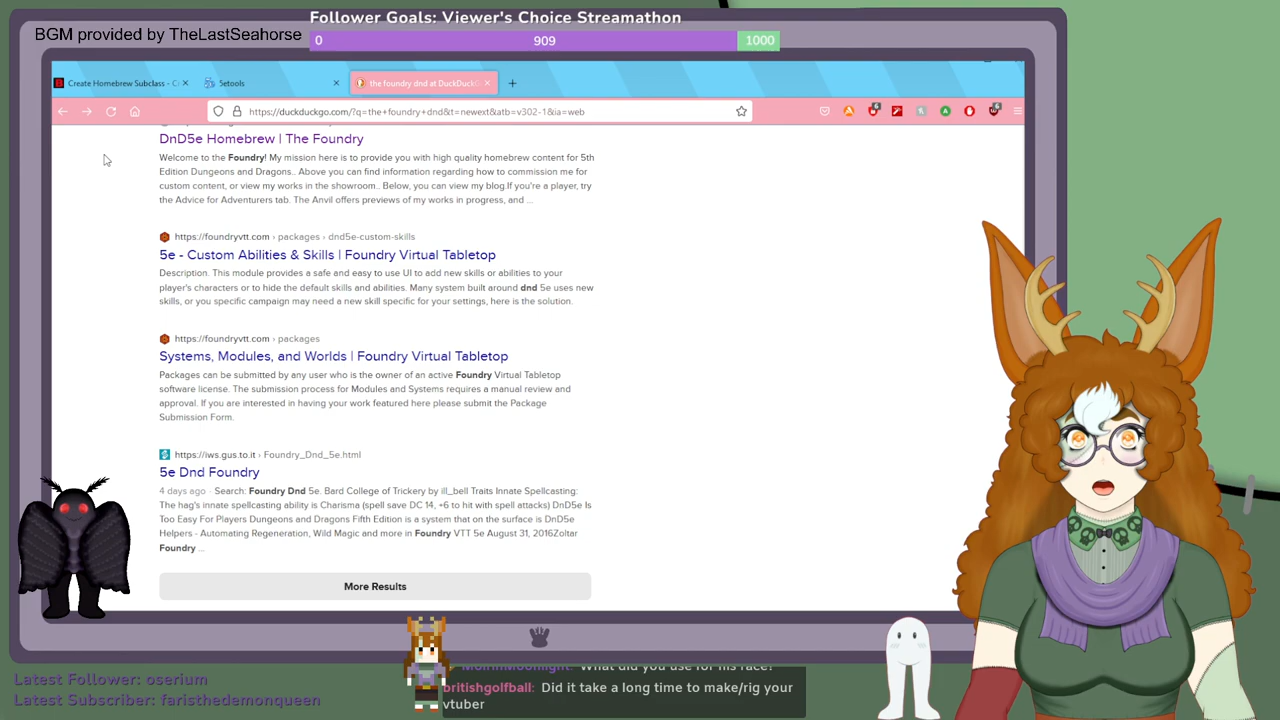 Follower Goals: Viewer's Choice Streamathon
BGM provided by TheLastSeahorse
0 909 1000
Create Homebrew Subclass - C
5etools
the foundry dnd at DuckDuck
https://duckduckgo.com/?q=the+foundry+dnd&t=newext&atb=v302-1&ia=web
DnD5e Homebrew | The Foundry
Welcome to the Foundry! My mission here is to provide you with high quality homebrew content for 5th
Edition Dungeons and Dragons.. Above you can find information regarding how to commission me for
custom content, or view my works in the showroom.. Below, you can view my blog.If you're a player, try
the Advice for Adventurers tab. The Anvil offers previews of my works in progress, and ...
https://foundryvtt.com › packages › dnd5e-custom-skills
5e - Custom Abilities & Skills | Foundry Virtual Tabletop
Description. This module provides a safe and easy to use UI to add new skills or abilities to your
player's characters or to hide the default skills and abilities. Many system built around dnd 5e uses new
skills, or you specific campaign may need a new skill specific for your settings, here is the solution.
https://foundryvtt.com › packages
Systems, Modules, and Worlds | Foundry Virtual Tabletop
Packages can be submitted by any user who is the owner of an active Foundry Virtual Tabletop
software license. The submission process for Modules and Systems requires a manual review and
approval. If you are interested in having your work featured here please submit the Package
Submission Form.
https://iws.gus.to.it › Foundry_Dnd_5e.html
5e Dnd Foundry
4 days ago · Search: Foundry Dnd 5e. Bard College of Trickery by ill_bell Traits Innate Spellcasting:
The hag's innate spellcasting ability is Charisma (spell save DC 14, +6 to hit with spell attacks) DnD5e Is
Too Easy For Players Dungeons and Dragons Fifth Edition is a system that on the surface is DnD5e
Helpers - Automating Regeneration, Wild Magic and more in Foundry VTT 5e August 31, 2016Zoltar
Foundry ...
More Results
What did you use for his face?
britishgolfball: Did it take a long time to make/rig your
vtuber
Latest Follower: oserium
Latest Subscriber: faristhedemonqueen